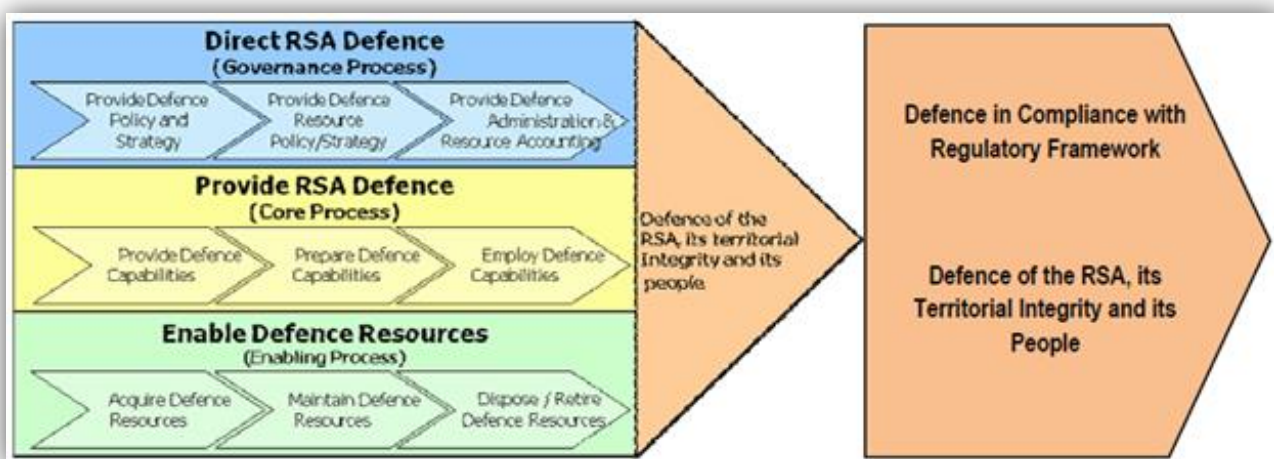 Direct RSA Defence
(Governance Process)
Provide Defence
Policy and
Strategy
Provide Defence
Resource
Policy/Strategy
Provide Defence
Administration &
Resource Accounting
Provide RSA Defence
(Core Process)
Provide Defence
Capabilities
Prepare Defence
Capabilities
Employ Defence
Capabilities
Enable Defence Resources
(Enabling Process)
Acquire Defence
Resources
Maintain Defence
Resources
Dispose / Retire
Defence Resources
Defence of the
RSA, its territorial
Integrity and its
people
Defence in Compliance with
Regulatory Framework
Defence of the RSA, its
Territorial Integrity and its
People